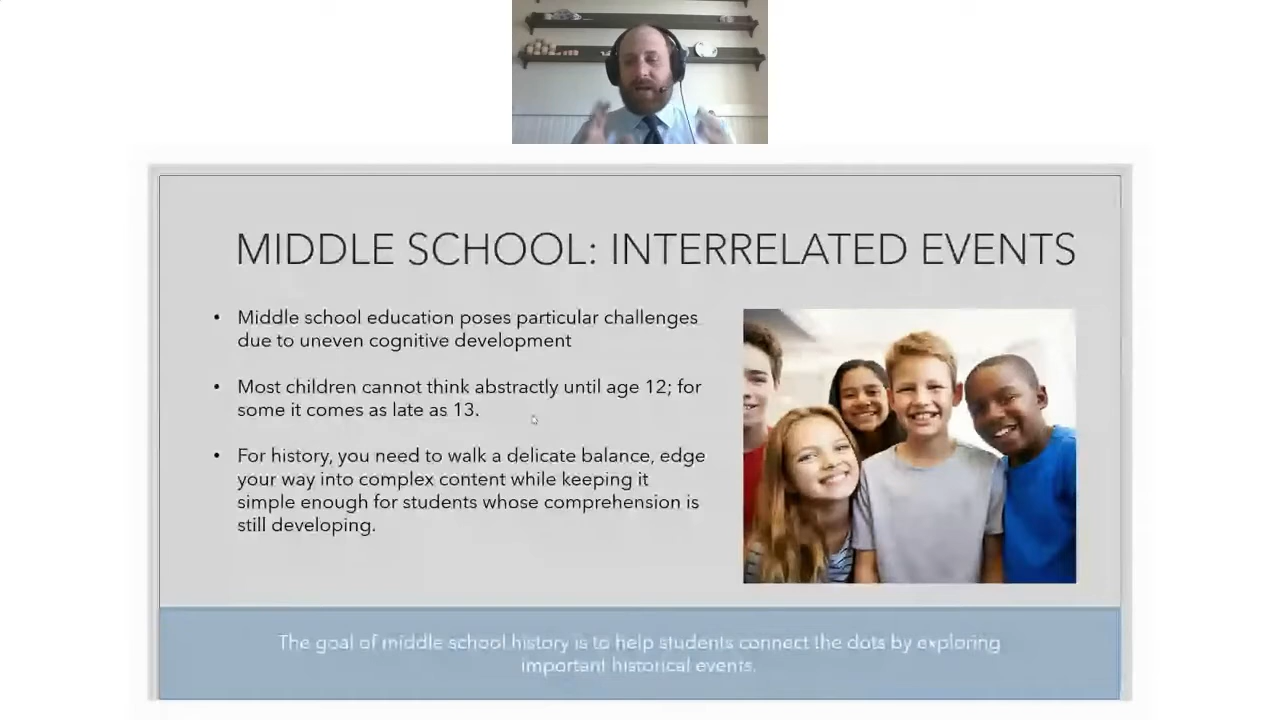 MIDDLE SCHOOL: INTERRELATED EVENTS
• Middle school education poses particular challenges
due to uneven cognitive development
• Most children cannot think abstractly until age 12; for
some it comes as late as 13.
• For history, you need to walk a delicate balance, edge
your way into complex content while keeping it
simple enough for students whose comprehension is
still developing.
The goal of middle school history is to help students connect the dots by exploring
important historical events.